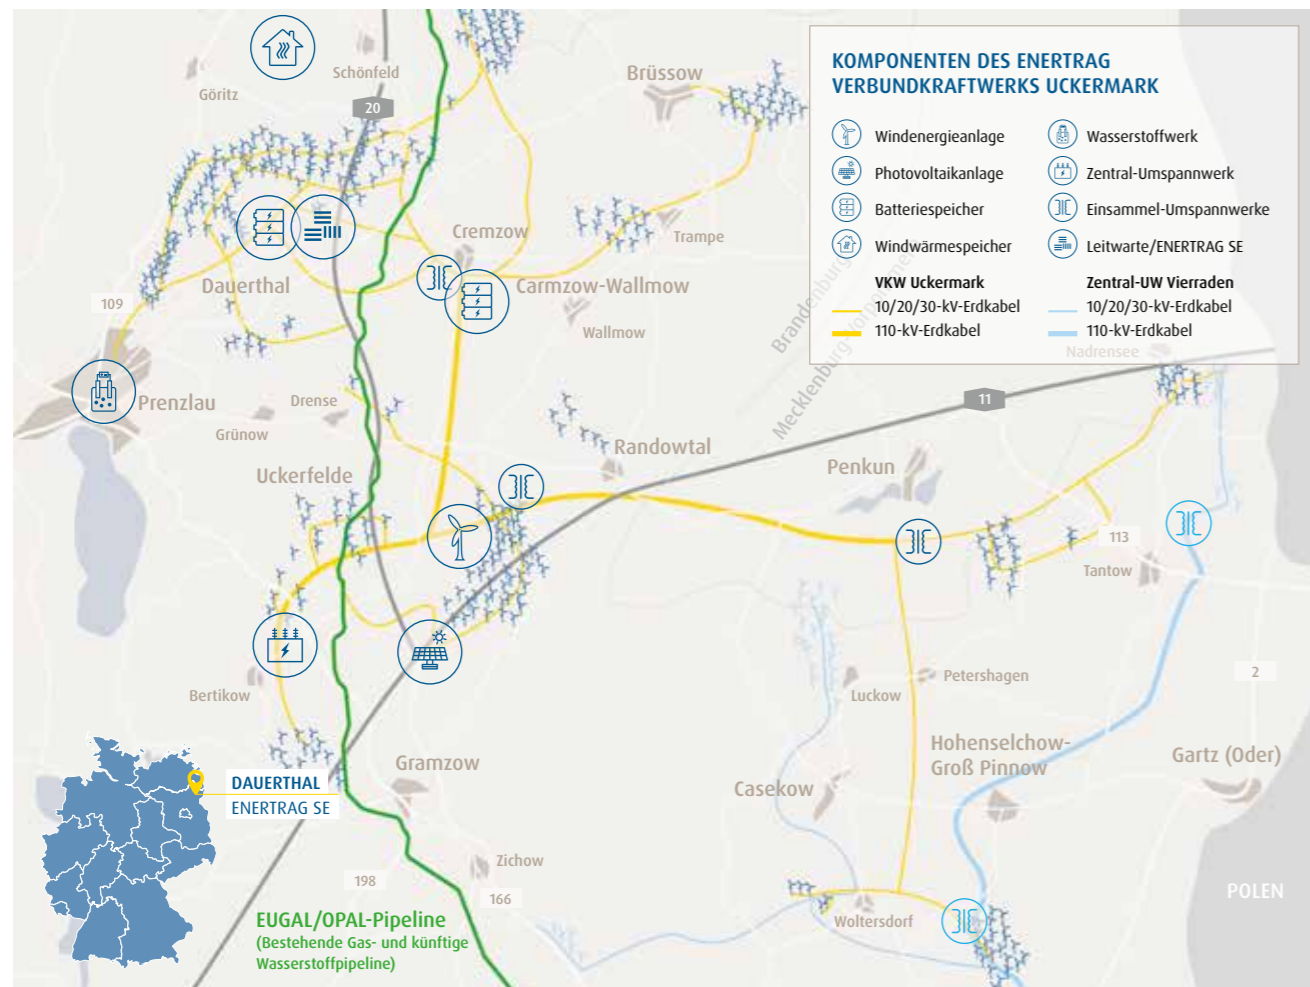 KOMPONENTEN DES ENERTRAG
VERBUNDKRAFTWERKS UCKERMARK
Windenergieanlage
Photovoltaikanlage
Batteriespeicher
Windwärmespeicher
Wasserstoffwerk
Zentral-Umspannwerk
Einsammel-Umspannwerke
Leitwarte/ENERTRAG SE
VKW Uckermark
10/20/30-kV-Erdkabel
110-kV-Erdkabel
Zentral-UW Vierraden
10/20/30-kV-Erdkabel
110-kV-Erdkabel
Schönfeld
Göritz
20
Brüssow
Cremzow
Trampe
Dauerthal
Carmzow-Wallmow
Wallmow
109
Brandenburg
Mecklenburg-Vorpommern
Nadrensee
Prenzlau
Drense
Grünow
11
Randowtal
Uckerfelde
Penkun
113
Tantow
Bertikow
Luckow
Petershagen
2
Hohenselchow-
Groß Pinnow
Gartz (Oder)
Gramzow
Casekow
DAUERTHAL
ENERTRAG SE
Zichow
198
166
POLEN
Woltersdorf
EUGAL/OPAL-Pipeline
(Bestehende Gas- und künftige
Wasserstoffpipeline)